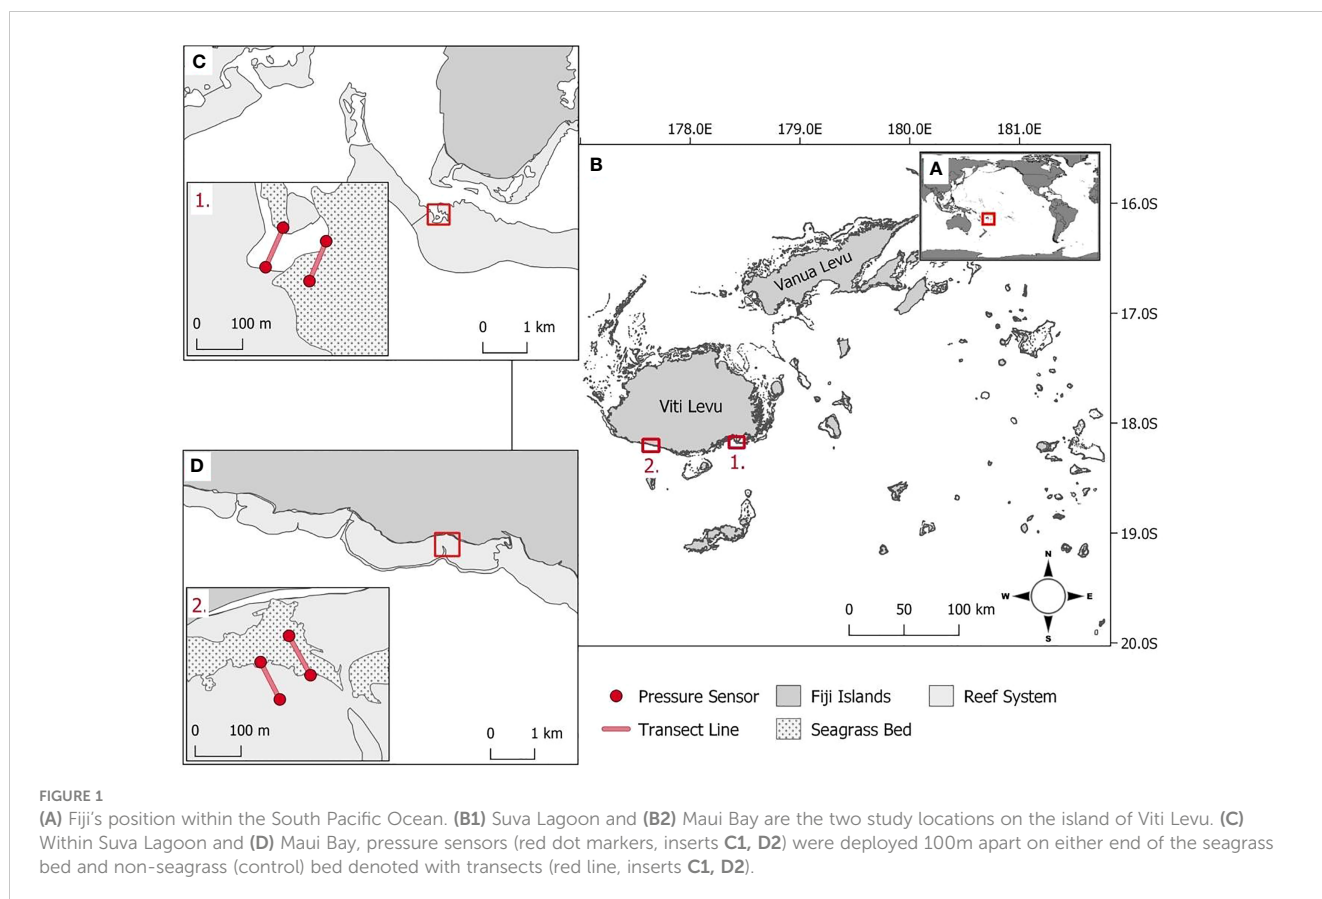 C
1.
0 100 m
0 1 km
178.0E 179.0E 180.0E 181.0E
B
A
16.0S
17.0S
18.0S
19.0S
20.0S
Vanua Levu
Viti Levu
2.
1.
N
W E
S
0 50 100 km
D
2.
0 100 m
0 1 km
Pressure Sensor
Fiji Islands
Reef System
Transect Line
Seagrass Bed
FIGURE 1
(A) Fiji’s position within the South Pacific Ocean. (B1) Suva Lagoon and (B2) Maui Bay are the two study locations on the island of Viti Levu. (C)
Within Suva Lagoon and (D) Maui Bay, pressure sensors (red dot markers, inserts C1, D2) were deployed 100m apart on either end of the seagrass
bed and non-seagrass (control) bed denoted with transects (red line, inserts C1, D2).